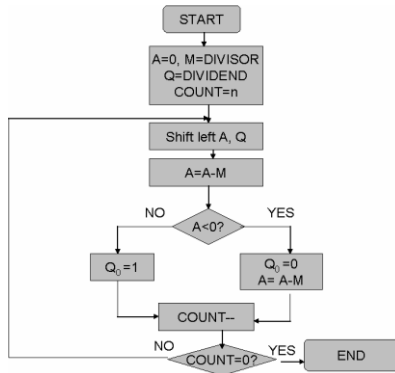 START
A=0, M=DIVISOR
Q=DIVIDEND
COUNT=n
Shift left A, Q
A=A-M
NO
A<0?
YES
Q₀=1
Q₀=0
A= A-M
COUNT--
NO
COUNT=0?
YES
END